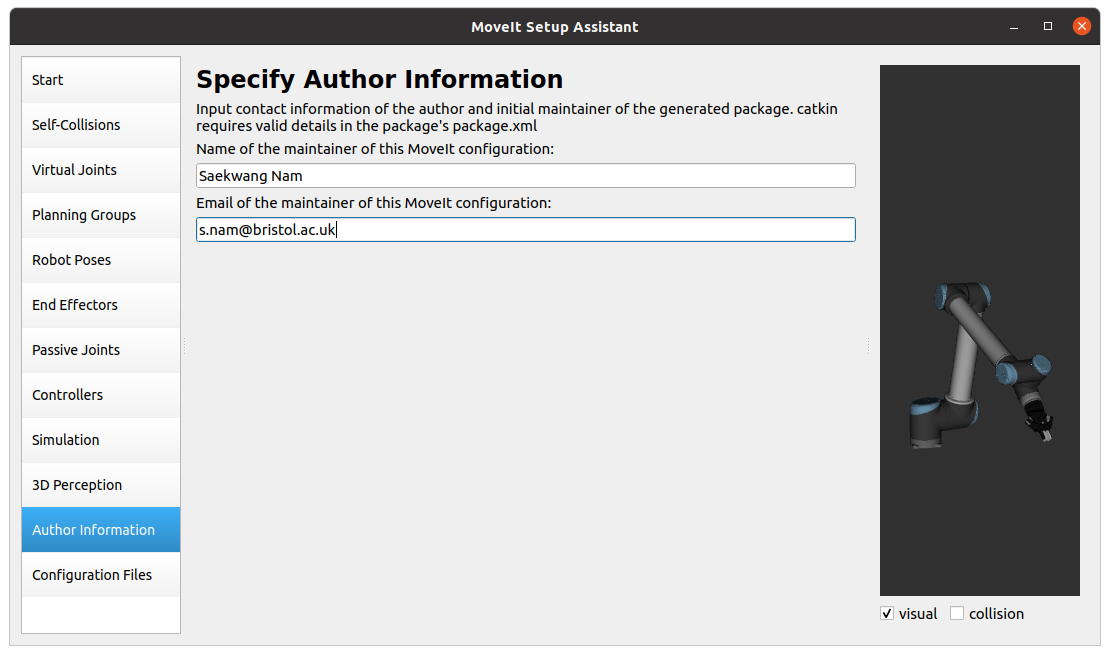 MoveIt Setup Assistant
Start
Self-Collisions
Virtual Joints
Planning Groups
Robot Poses
End Effectors
Passive Joints
Controllers
Simulation
3D Perception
Author Information
Configuration Files
Specify Author Information
Input contact information of the author and initial maintainer of the generated package. catkin
requires valid details in the package's package.xml
Name of the maintainer of this MoveIt configuration:
Saekwang Nam
Email of the maintainer of this MoveIt configuration:
s.nam@bristol.ac.uk
visual
collision